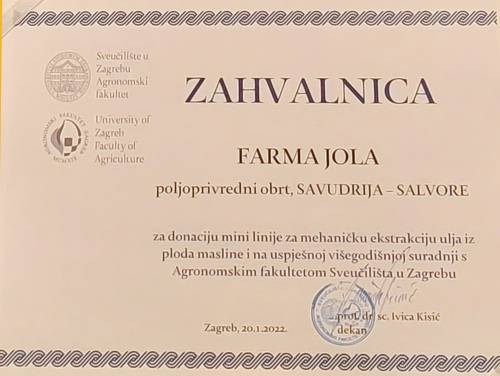 Sveučilište u
Zagrebu
Agronomski
fakultet
University of
Zagreb
Faculty of
Agriculture
ZAHVALNICA
FARMA JOLA
poljoprivredni obrt, SAVUDRIJA – SALVORE
za donaciju mini linije za mehaničku ekstrakciju ulja iz
ploda masline i na uspješnoj višegodišnjoj suradnji s
Agronomskim fakultetom Sveučilišta u Zagrebu
prof. dr. sc. Ivica Kisić
dekan
Zagreb, 20.1.2022.